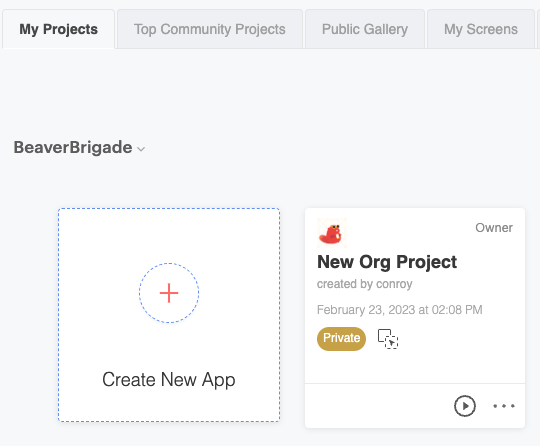 My Projects
Top Community Projects
Public Gallery
My Screens
BeaverBrigade
Create New App
Owner
New Org Project
created by conroy
February 23, 2023 at 02:08 PM
Private